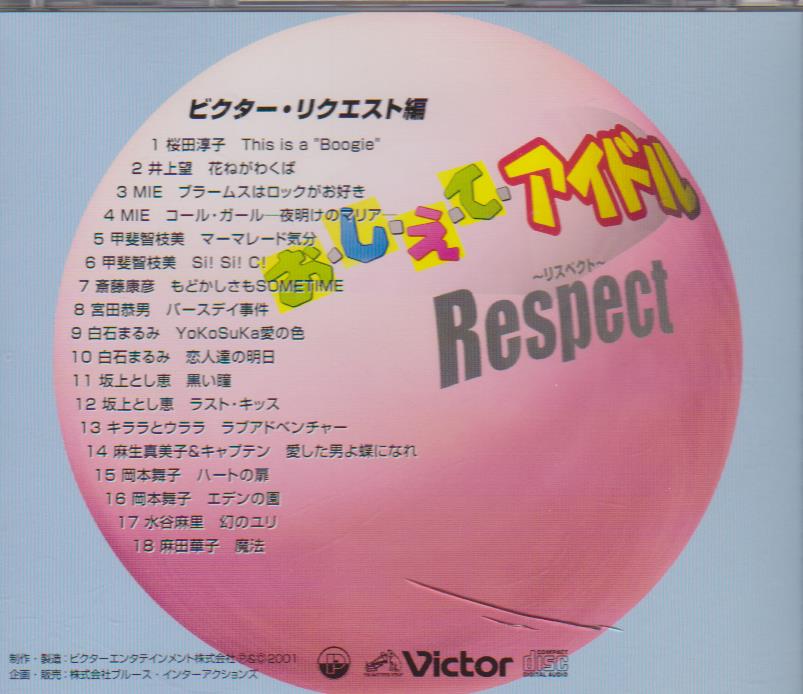 ビクター・リクエスト編
1 桜田淳子 This is a "Boogie"
2 井上望 花ねがわくば
3 MIE ブラームスはロックがお好き
4 MIE コール・ガール―夜明けのマリア―
5 甲斐智枝美 マーマレード気分
6 甲斐智枝美 Si! Si! C!
7 斎藤康彦 もどかしさもSOMETIME
8 宮田恭男 バースデイ事件
9 白石まるみ YoKoSuKa愛の色
10 白石まるみ 恋人達の明日
11 坂上とし恵 黒い瞳
12 坂上とし恵 ラスト・キッス
13 キララとウララ ラブアドベンチャー
14 麻生真美子&キャプテン 愛した男よ蝶になれ
15 岡本舞子 ハートの扉
16 岡本舞子 エデンの園
17 水谷麻里 幻のユリ
18 麻田華子 魔法
お・し・え・て・アイドル
~リスペクト~
Respect
制作・製造:ビクターエンタテインメント株式会社℗&©2001
企画・販売:株式会社ブルース・インターアクションズ
Victor
COMPACT
disc
DIGITAL AUDIO